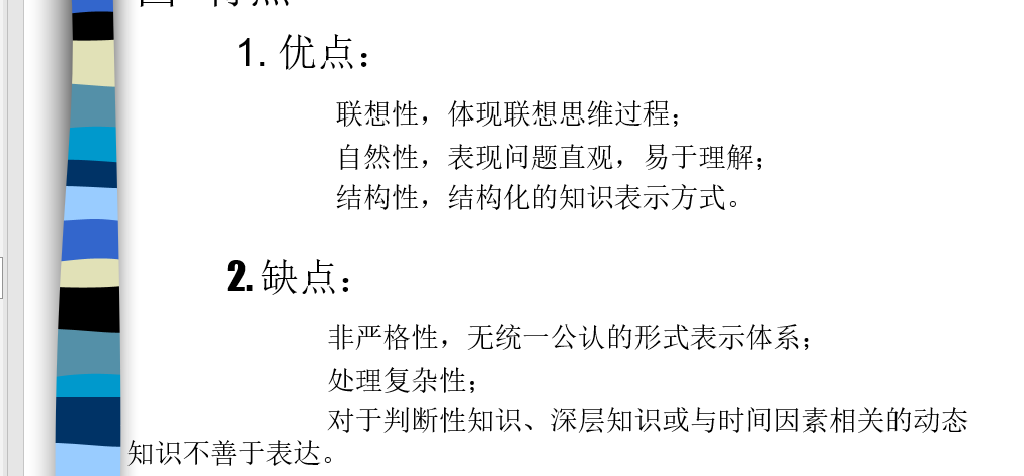 1. 优点：
联想性，体现联想思维过程；
自然性，表现问题直观，易于理解；
结构性，结构化的知识表示方式。
2. 缺点：
非严格性，无统一公认的形式表示体系；
处理复杂性；
对于判断性知识、深层知识或与时间因素相关的动态
知识不善于表达。